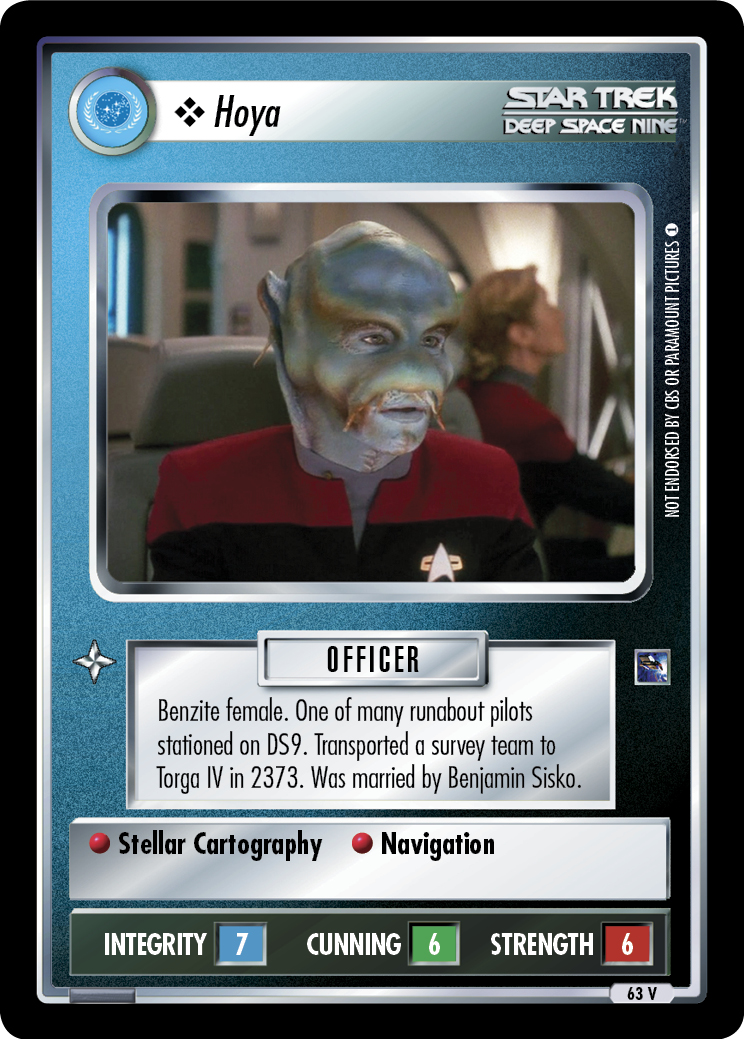 ❖ Hoya
STAR TREK
DEEP SPACE NINE™
NOT ENDORSED BY CBS OR PARAMOUNT PICTURES 1
OFFICER
Benzite female. One of many runabout pilots
stationed on DS9. Transported a survey team to
Torga IV in 2373. Was married by Benjamin Sisko.
Stellar Cartography Navigation
INTEGRITY 7 CUNNING 6 STRENGTH 6
63 V